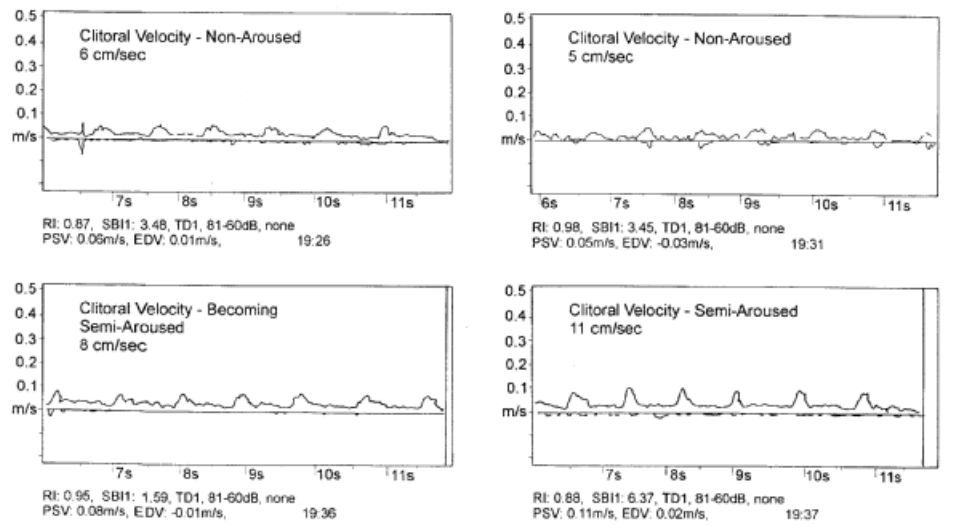 0.5
0.4
0.3
0.2
0.1
m/s
Clitoral Velocity - Non-Aroused
6 cm/sec
7s 8s 9s 10s 11s
RI: 0.87, SBI1: 3.48, TD1, 81-60dB, none
PSV: 0.06m/s, EDV: 0.01m/s, 19:26
0.5
0.4
0.3
0.2
0.1
m/s
Clitoral Velocity - Non-Aroused
5 cm/sec
6s 7s 8s 9s 10s 11s
RI: 0.98, SBI1: 3.45, TD1, 81-60dB, none
PSV: 0.05m/s, EDV: -0.03m/s, 19:31
0.5
0.4
0.3
0.2
0.1
m/s
Clitoral Velocity - Becoming
Semi-Aroused
8 cm/sec
7s 8s 9s 10s 11s
RI: 0.95, SBI1: 1.59, TD1, 81-60dB, none
PSV: 0.08m/s, EDV: -0.01m/s, 19:36
0.5
0.4
0.3
0.2
0.1
m/s
Clitoral Velocity - Semi-Aroused
11 cm/sec
7s 8s 9s 10s 11s
RI: 0.88, SBI1: 6.37, TD1, 81-60dB, none
PSV: 0.11m/s, EDV: 0.02m/s, 19:37